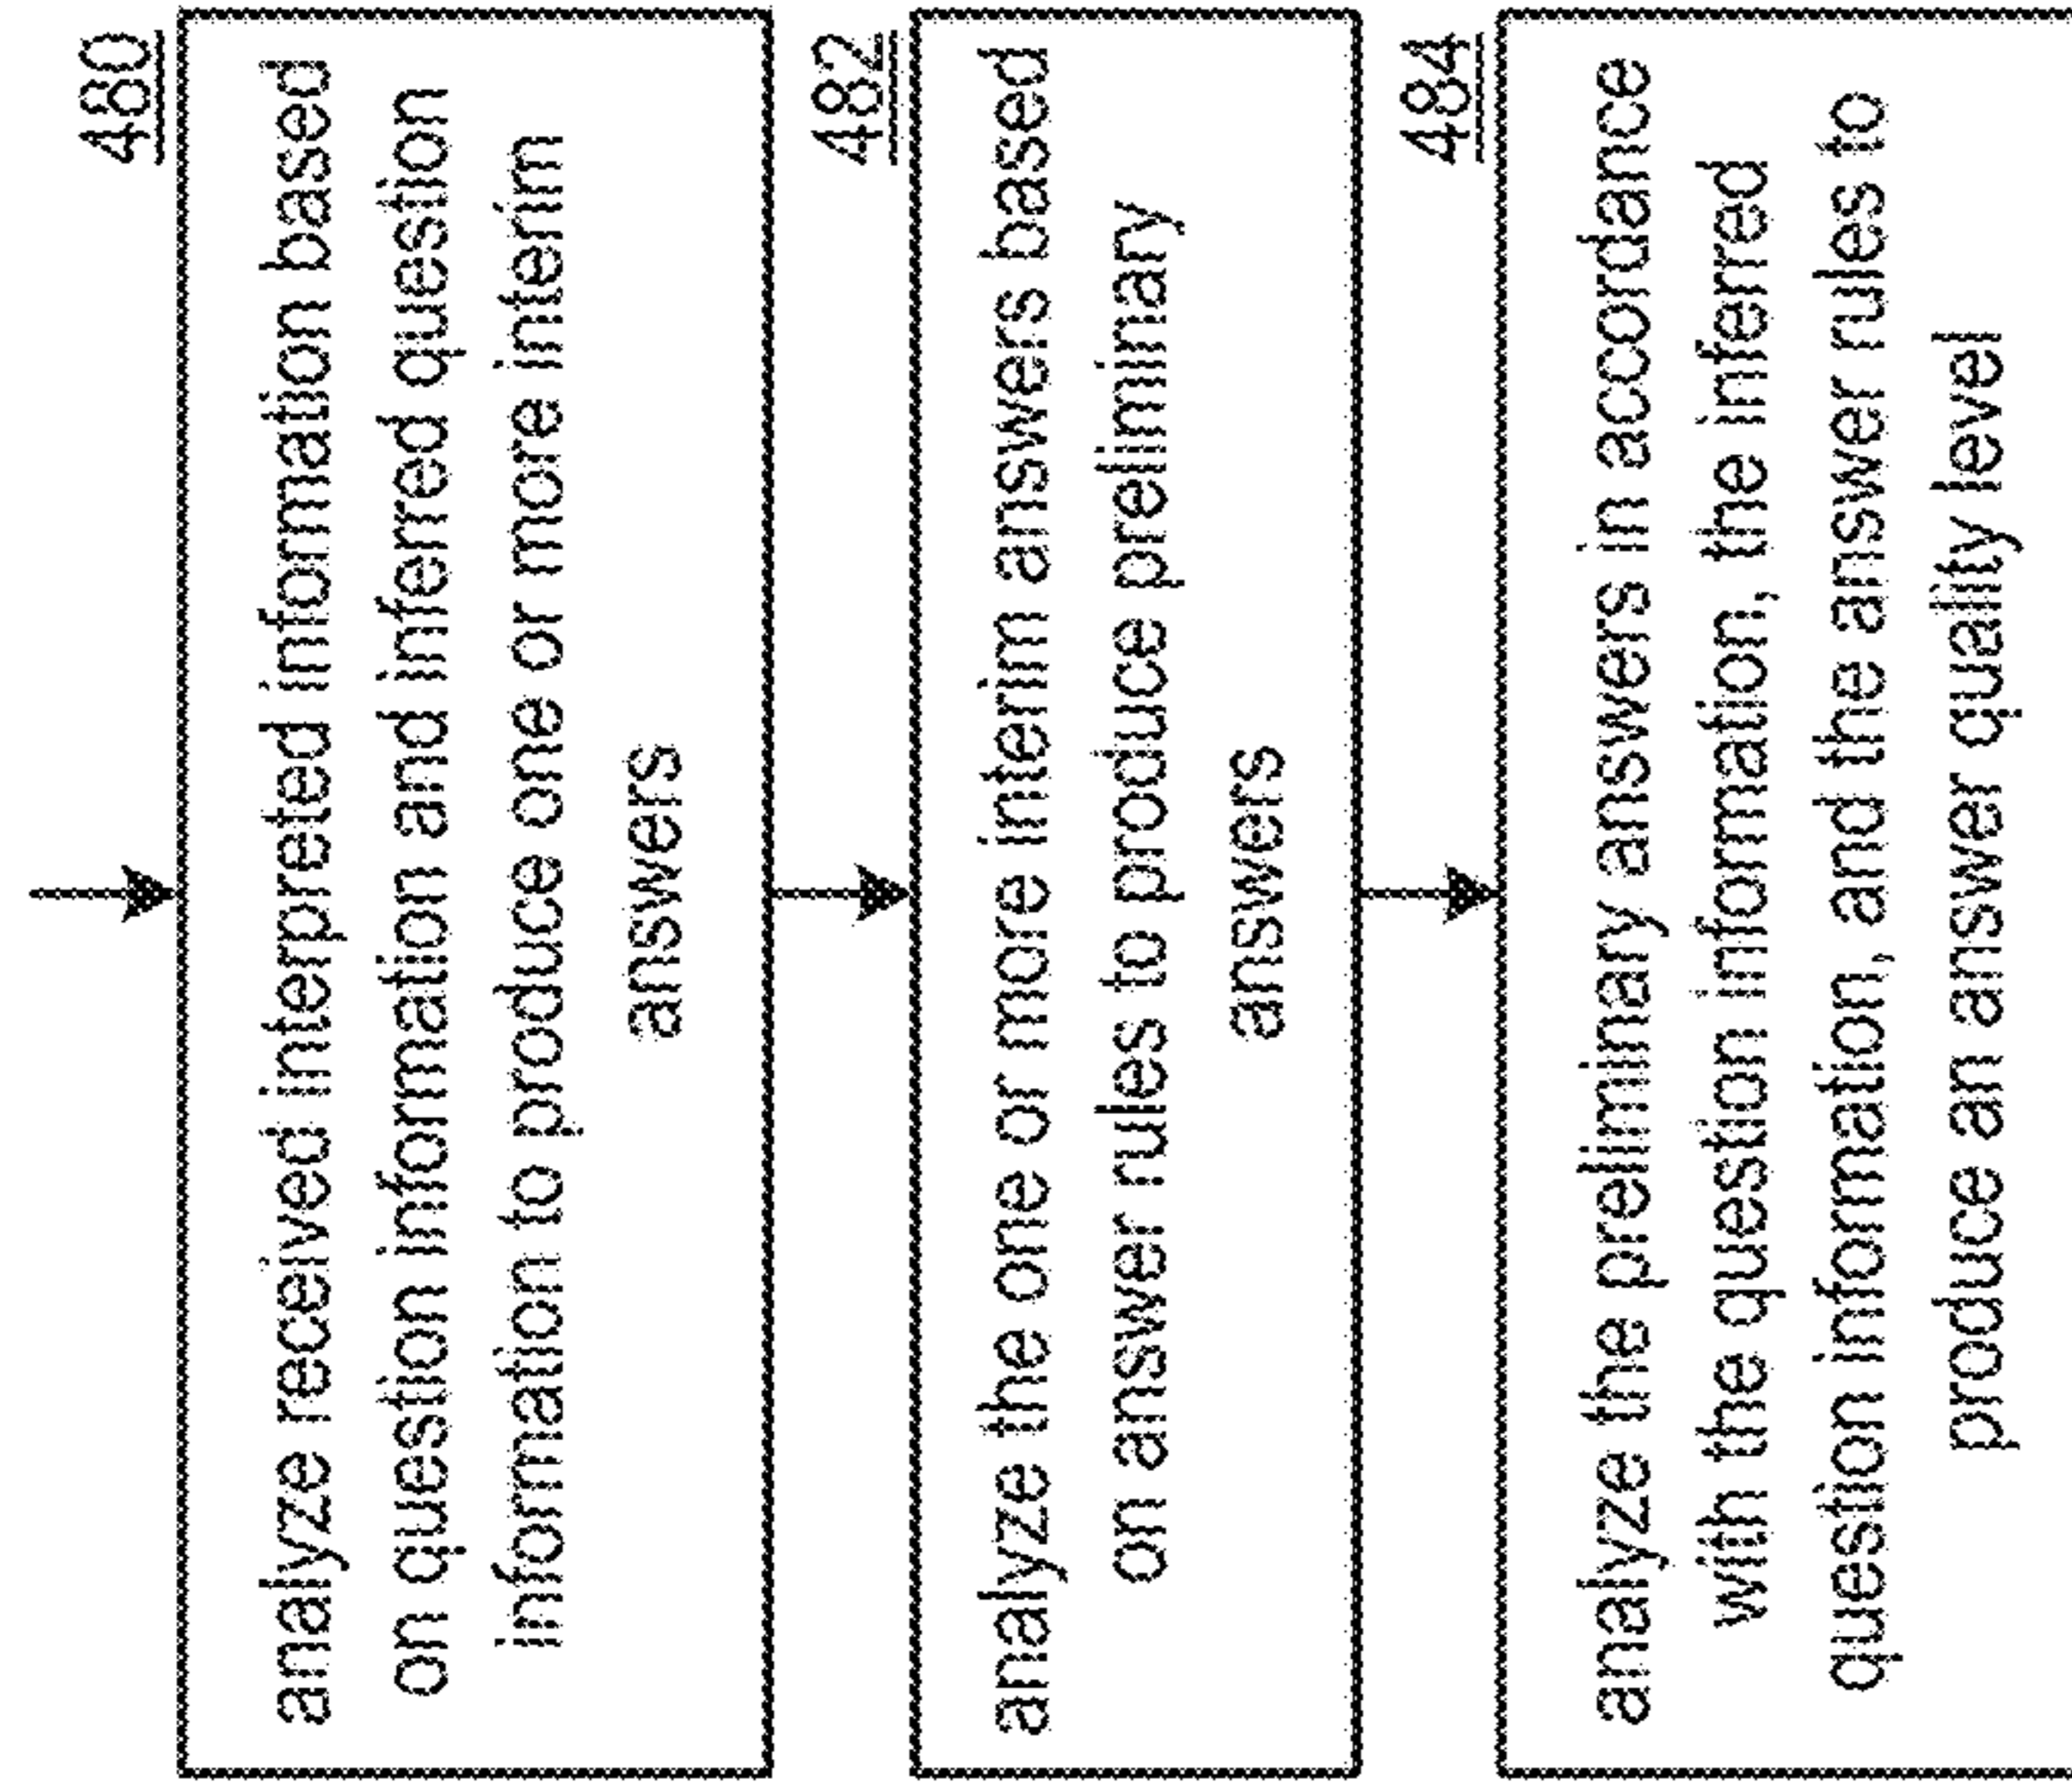 480
analyze received interpreted information based
on question information and inferred question
information to produce one or more interim
answers
482
analyze the one or more interim answers based
on answer rules to produce preliminary
answers
484
analyze the preliminary answers in accordance
with the question information, the inferred
question information, and the answer rules to
produce an answer quality level